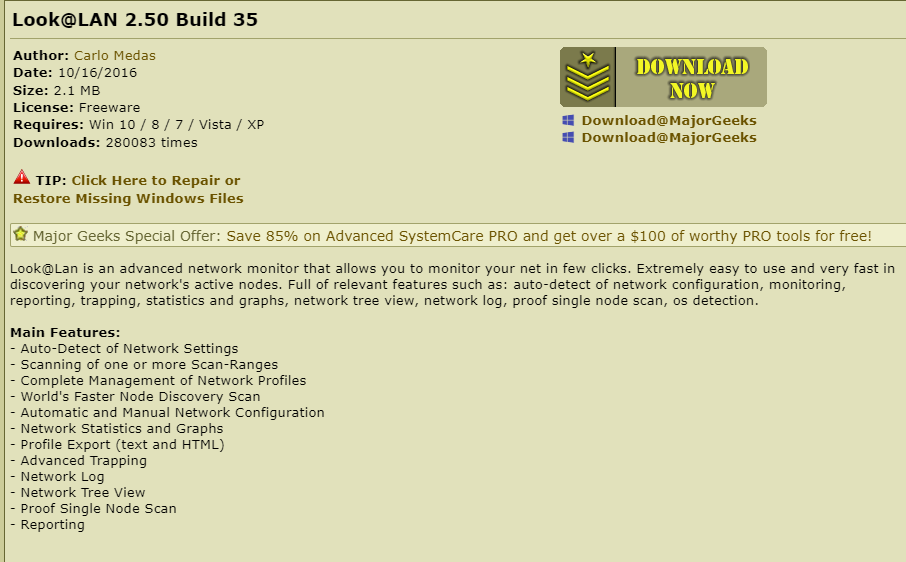 Look@LAN 2.50 Build 35
Author: Carlo Medas
Date: 10/16/2016
Size: 2.1 MB
License: Freeware
Requires: Win 10 / 8 / 7 / Vista / XP
Downloads: 280083 times
DOWNLOAD
NOW
Download@MajorGeeks
Download@MajorGeeks
TIP: Click Here to Repair or
Restore Missing Windows Files
Major Geeks Special Offer: Save 85% on Advanced SystemCare PRO and get over a $100 of worthy PRO tools for free!
Look@Lan is an advanced network monitor that allows you to monitor your net in few clicks. Extremely easy to use and very fast in
discovering your network's active nodes. Full of relevant features such as: auto-detect of network configuration, monitoring,
reporting, trapping, statistics and graphs, network tree view, network log, proof single node scan, os detection.
Main Features:
- Auto-Detect of Network Settings
- Scanning of one or more Scan-Ranges
- Complete Management of Network Profiles
- World's Faster Node Discovery Scan
- Automatic and Manual Network Configuration
- Network Statistics and Graphs
- Profile Export (text and HTML)
- Advanced Trapping
- Network Log
- Network Tree View
- Proof Single Node Scan
- Reporting